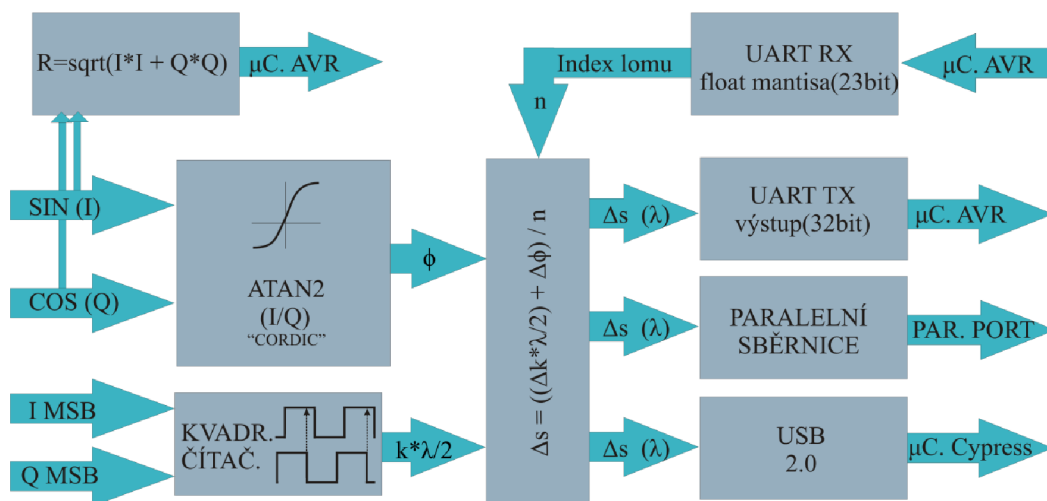 R=sqrt(I*I + Q*Q)
μC. AVR
Index lomu
n
UART RX
float mantisa(23bit)
μC. AVR
SIN (I)
COS (Q)
ATAN2
(I/Q)
“CORDIC”
ϕ
Δs = ((Δk*λ/2) + Δϕ) / n
Δs (λ)
UART TX
výstup(32bit)
μC. AVR
Δs (λ)
PARALELNÍ
SBĚRNICE
PAR. PORT
I MSB
Q MSB
KVADR.
ČÍTAČ.
k*λ/2
Δs (λ)
USB
2.0
μC. Cypress